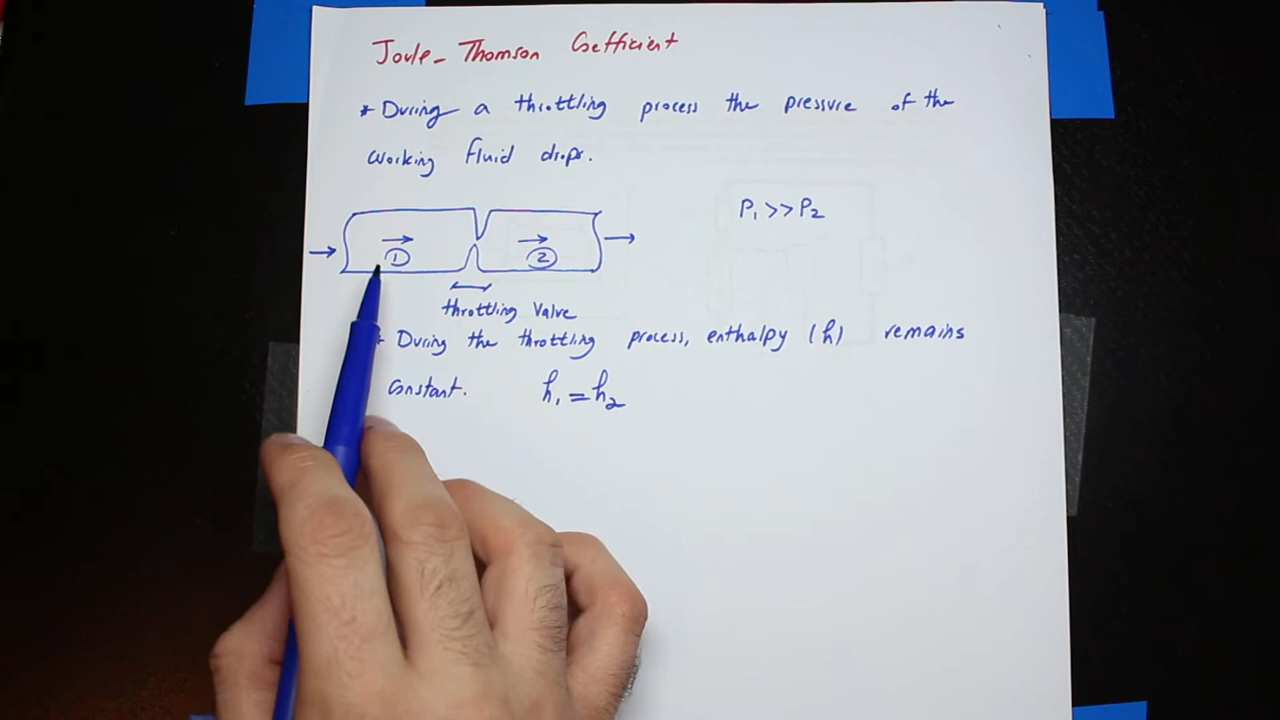 Joule-Thomson Coefficient
* During a throttling process the pressure of the
working fluid drops.
P₁ >> P₂
① ②
throttling Valve
* During the throttling process, enthalpy (h) remains
constant. h₁ = h₂